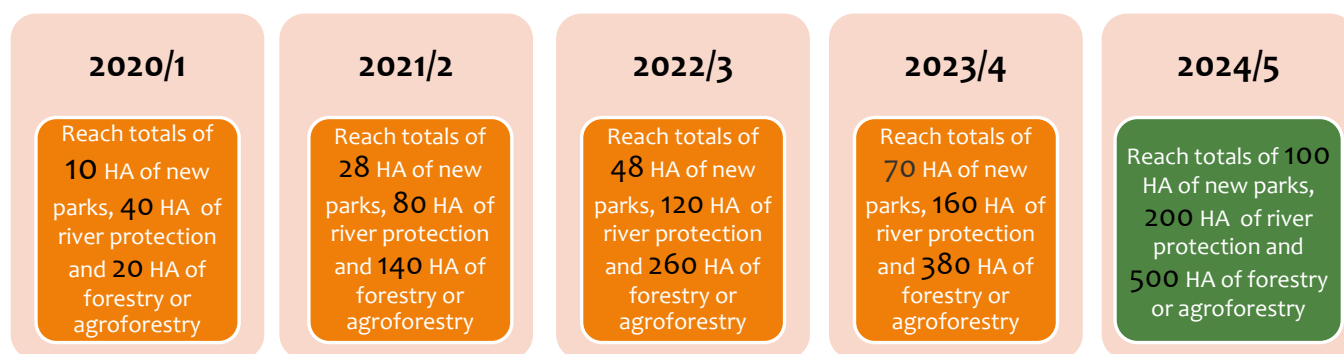 2020/1
Reach totals of
10 HA of new
parks, 40 HA of
river protection
and 20 HA of
forestry or
agroforestry
2021/2
Reach totals of
28 HA of new
parks, 80 HA of
river protection
and 140 HA of
forestry or
agroforestry
2022/3
Reach totals of
48 HA of new
parks, 120 HA of
river protection
and 260 HA of
forestry or
agroforestry
2023/4
Reach totals of
70 HA of new
parks, 160 HA of
river protection
and 380 HA of
forestry or
agroforestry
2024/5
Reach totals of 100
HA of new parks,
200 HA of river
protection and
500 HA of forestry
or agroforestry